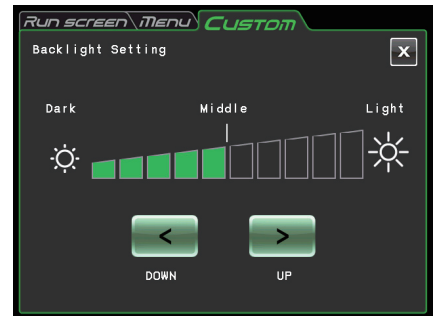 Run screen Menu Custom
Backlight Setting
X
Dark Middle Light
< >
DOWN UP